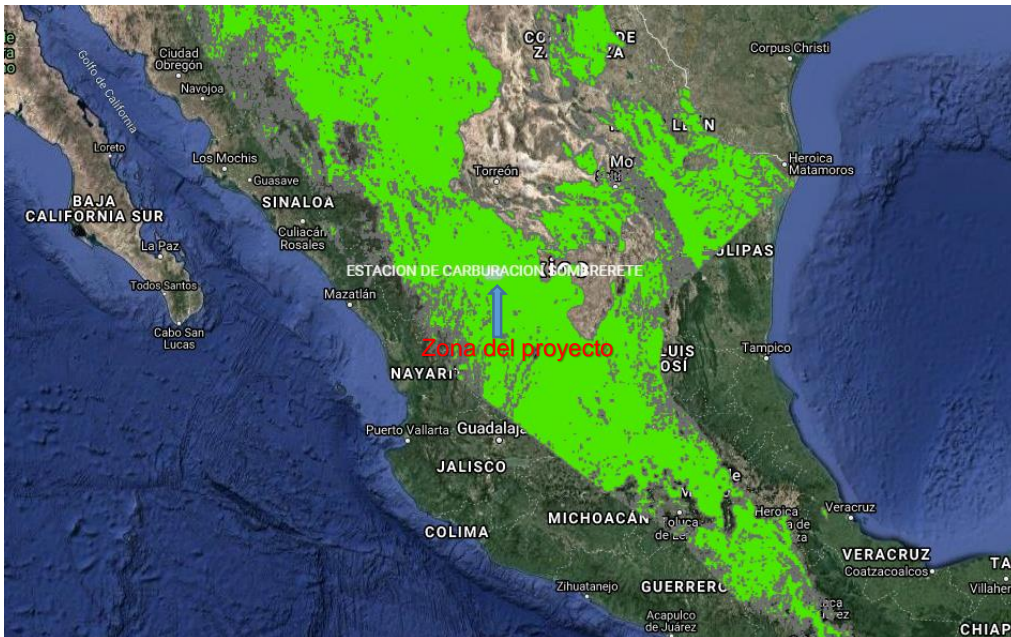 Golfo de California
Ciudad
Obregón
Navojoa
Loreto
Los Mochis
Guasave
BAJA
CALIFORNIA SUR
SINALOA
Culiacán
Rosales
La Paz
Todos Santos
Cabo San
Lucas
Mazatlán
Torreón
Corpus Christi
Heroica
Matamoros
ESTACION DE CARBURACION SOMBRERETE
Zona del proyecto
Tampico
NAYARIT
Puerto Vallarta
JALISCO
COLIMA
MICHOACÁN
Toluca
Heroica
Veracruz
VERACRUZ
Coatzacoalcos
Zihuatanejo
GUERRERO
Acapulco
de Juárez